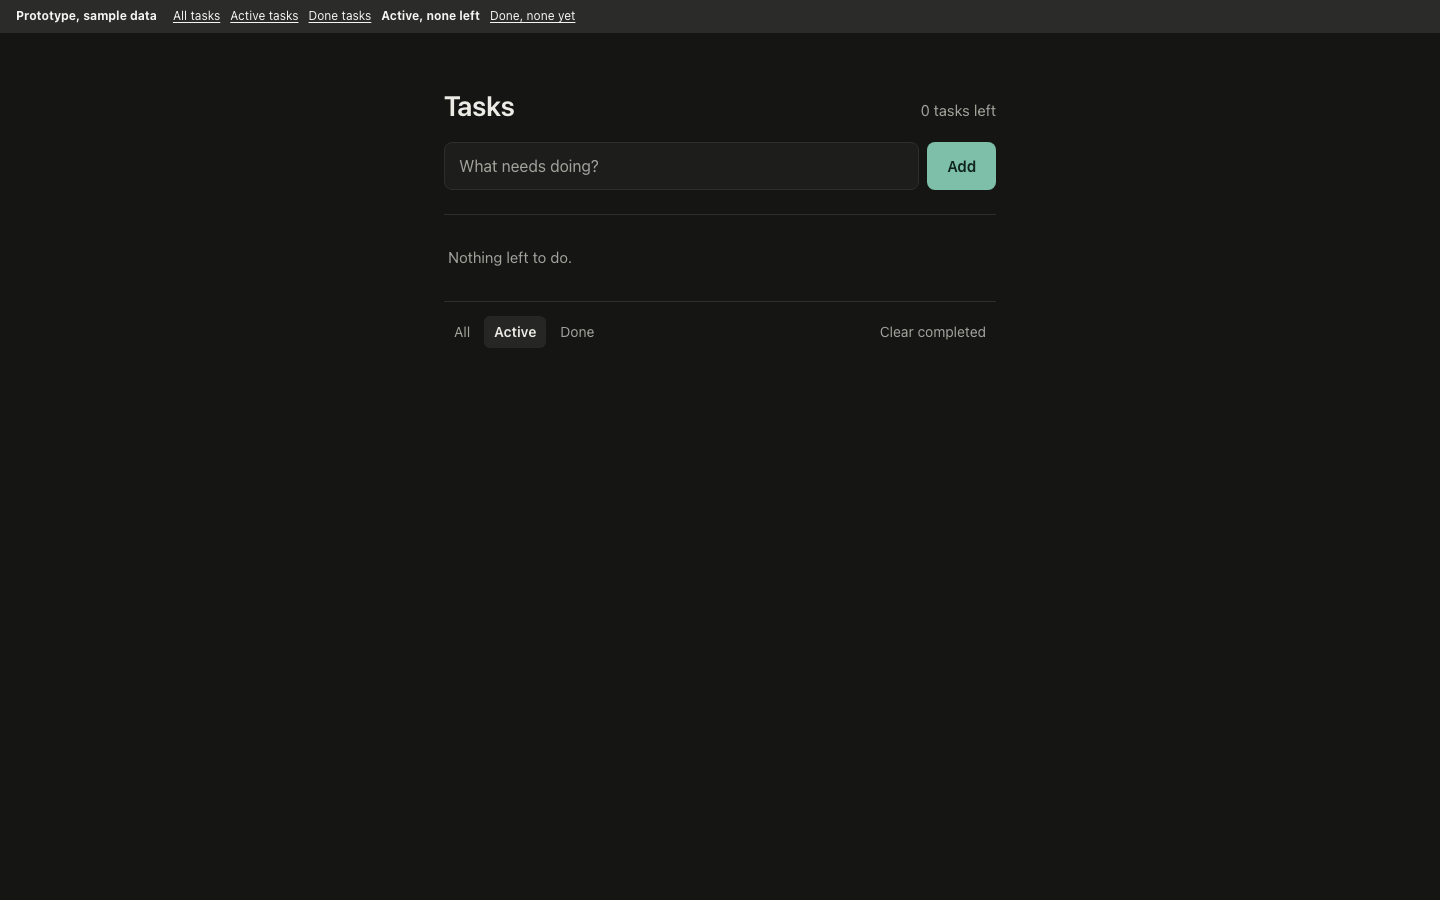 Prototype, sample data All tasks Active tasks Done tasks Active, none left Done, none yet
Tasks
0 tasks left
What needs doing?
Add
Nothing left to do.
All Active Done Clear completed